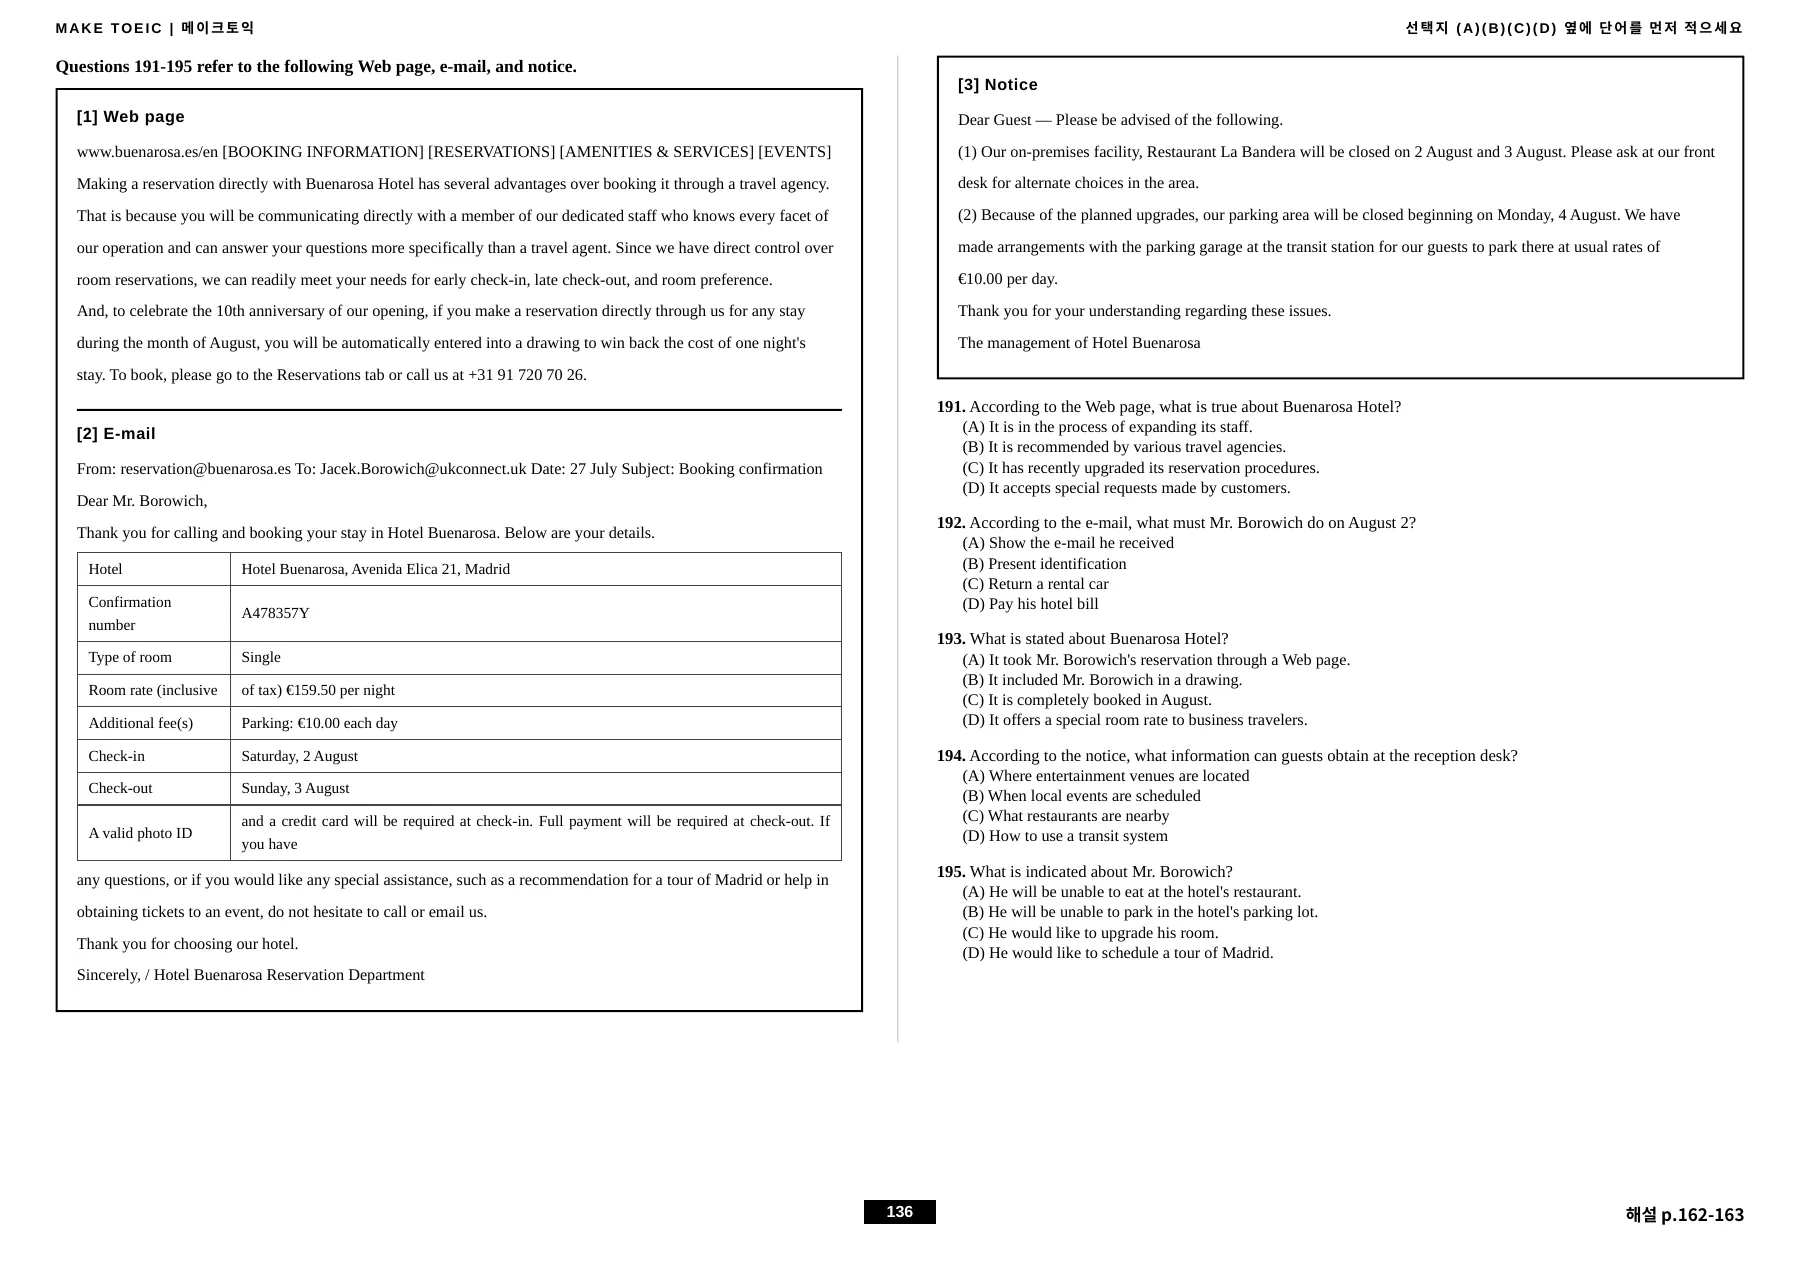 MAKE TOEIC | 메이크토익
선택지 (A)(B)(C)(D) 옆에 단어를 먼저 적으세요
Questions 191-195 refer to the following Web page, e-mail, and notice.
[1] Web page
www.buenarosa.es/en [BOOKING INFORMATION] [RESERVATIONS] [AMENITIES & SERVICES] [EVENTS]
Making a reservation directly with Buenarosa Hotel has several advantages over booking it through a travel agency.
That is because you will be communicating directly with a member of our dedicated staff who knows every facet of
our operation and can answer your questions more specifically than a travel agent. Since we have direct control over
room reservations, we can readily meet your needs for early check-in, late check-out, and room preference.
And, to celebrate the 10th anniversary of our opening, if you make a reservation directly through us for any stay
during the month of August, you will be automatically entered into a drawing to win back the cost of one night's
stay. To book, please go to the Reservations tab or call us at +31 91 720 70 26.
[2] E-mail
From: reservation@buenarosa.es To: Jacek.Borowich@ukconnect.uk Date: 27 July Subject: Booking confirmation
Dear Mr. Borowich,
Thank you for calling and booking your stay in Hotel Buenarosa. Below are your details.
Hotel
Hotel Buenarosa, Avenida Elica 21, Madrid
Confirmation
number
A478357Y
Type of room
Single
Room rate (inclusive
of tax) €159.50 per night
Additional fee(s)
Parking: €10.00 each day
Check-in
Saturday, 2 August
Check-out
Sunday, 3 August
A valid photo ID
and a credit card will be required at check-in. Full payment will be required at check-out. If
you have
any questions, or if you would like any special assistance, such as a recommendation for a tour of Madrid or help in
obtaining tickets to an event, do not hesitate to call or email us.
Thank you for choosing our hotel.
Sincerely, / Hotel Buenarosa Reservation Department
[3] Notice
Dear Guest — Please be advised of the following.
(1) Our on-premises facility, Restaurant La Bandera will be closed on 2 August and 3 August. Please ask at our front
desk for alternate choices in the area.
(2) Because of the planned upgrades, our parking area will be closed beginning on Monday, 4 August. We have
made arrangements with the parking garage at the transit station for our guests to park there at usual rates of
€10.00 per day.
Thank you for your understanding regarding these issues.
The management of Hotel Buenarosa
191. According to the Web page, what is true about Buenarosa Hotel?
(A) It is in the process of expanding its staff.
(B) It is recommended by various travel agencies.
(C) It has recently upgraded its reservation procedures.
(D) It accepts special requests made by customers.
192. According to the e-mail, what must Mr. Borowich do on August 2?
(A) Show the e-mail he received
(B) Present identification
(C) Return a rental car
(D) Pay his hotel bill
193. What is stated about Buenarosa Hotel?
(A) It took Mr. Borowich's reservation through a Web page.
(B) It included Mr. Borowich in a drawing.
(C) It is completely booked in August.
(D) It offers a special room rate to business travelers.
194. According to the notice, what information can guests obtain at the reception desk?
(A) Where entertainment venues are located
(B) When local events are scheduled
(C) What restaurants are nearby
(D) How to use a transit system
195. What is indicated about Mr. Borowich?
(A) He will be unable to eat at the hotel's restaurant.
(B) He will be unable to park in the hotel's parking lot.
(C) He would like to upgrade his room.
(D) He would like to schedule a tour of Madrid.
136
해설 p.162-163